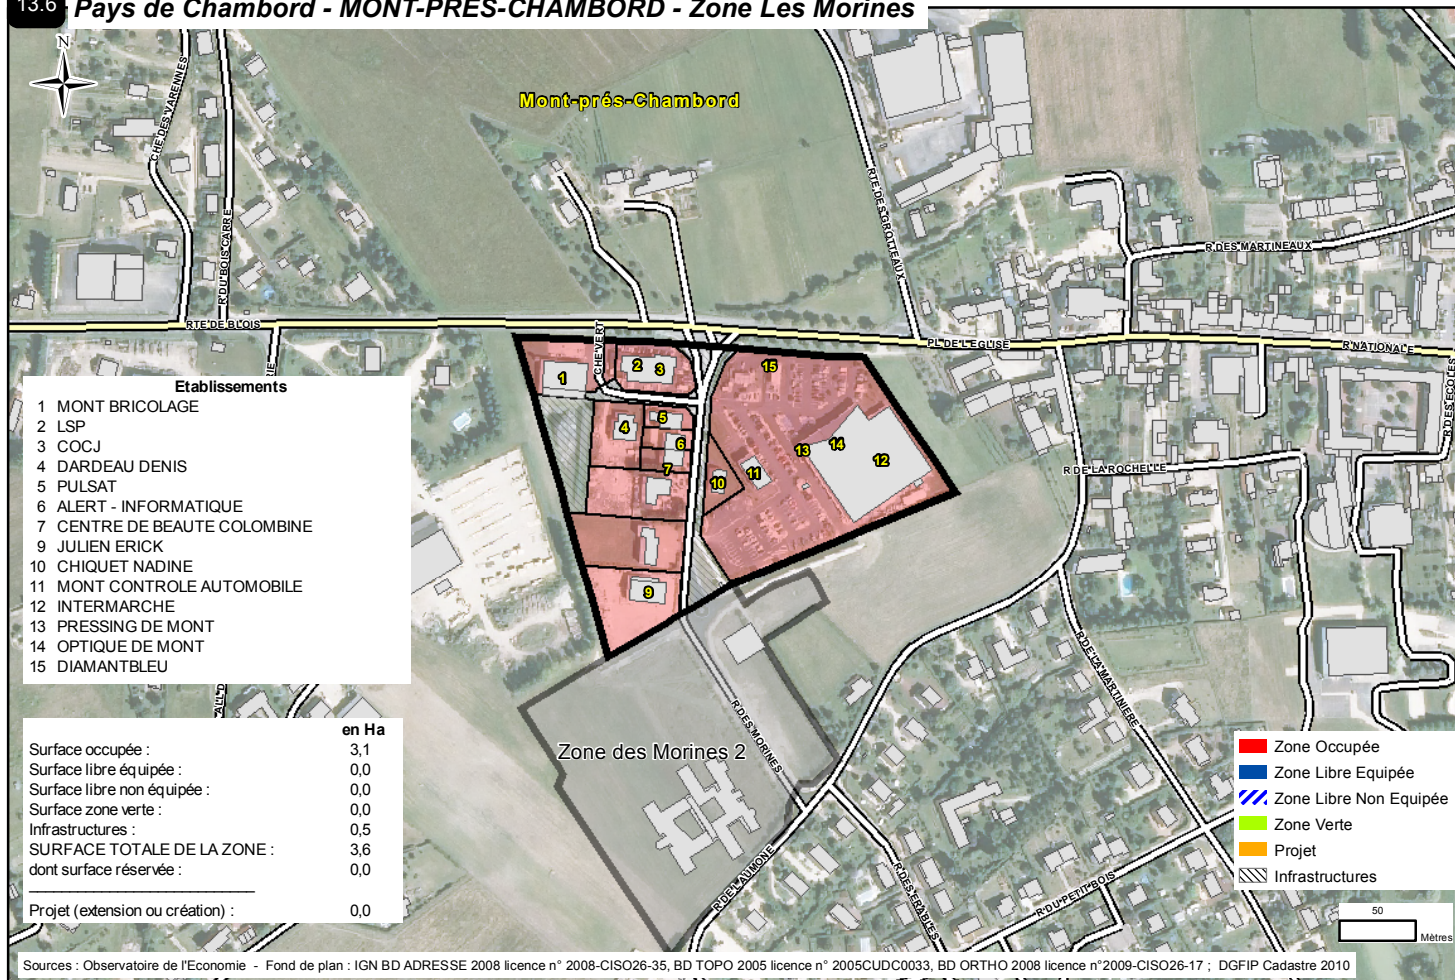 13.6 Pays de Chambord - MONT-PRES-CHAMBORD - Zone Les Morines
N
Mont-prés-Chambord
CHE DES VARENNES
R DU BOIS CARRE
RTE DES GROTTEAUX
R DES MARTINEAUX
RTE DE BLOIS
CHE VERT
PL DE L EGLISE
R NATIONALE
R DES ECOLES
R DE LA ROCHELLE
R DE LA MARTINIERE
R DES MORINES
R DE L AUMONE
R DES ERABLES
R DU PETIT BOIS
Zone des Morines 2
1
2
3
4
5
6
7
9
10
11
12
13
14
15
Etablissements
1 MONT BRICOLAGE
2 LSP
3 COCJ
4 DARDEAU DENIS
5 PULSAT
6 ALERT - INFORMATIQUE
7 CENTRE DE BEAUTE COLOMBINE
9 JULIEN ERICK
10 CHIQUET NADINE
11 MONT CONTROLE AUTOMOBILE
12 INTERMARCHE
13 PRESSING DE MONT
14 OPTIQUE DE MONT
15 DIAMANTBLEU
en Ha
Surface occupée : 3,1
Surface libre équipée : 0,0
Surface libre non équipée : 0,0
Surface zone verte : 0,0
Infrastructures : 0,5
SURFACE TOTALE DE LA ZONE : 3,6
dont surface réservée : 0,0
Projet (extension ou création) : 0,0
Zone Occupée
Zone Libre Equipée
Zone Libre Non Equipée
Zone Verte
Projet
Infrastructures
50
Mètres
Sources : Observatoire de l'Economie - Fond de plan : IGN BD ADRESSE 2008 licence n° 2008-CISO26-35, BD TOPO 2005 licence n° 2005CUDC0033, BD ORTHO 2008 licence n°2009-CISO26-17 ; DGFIP Cadastre 2010